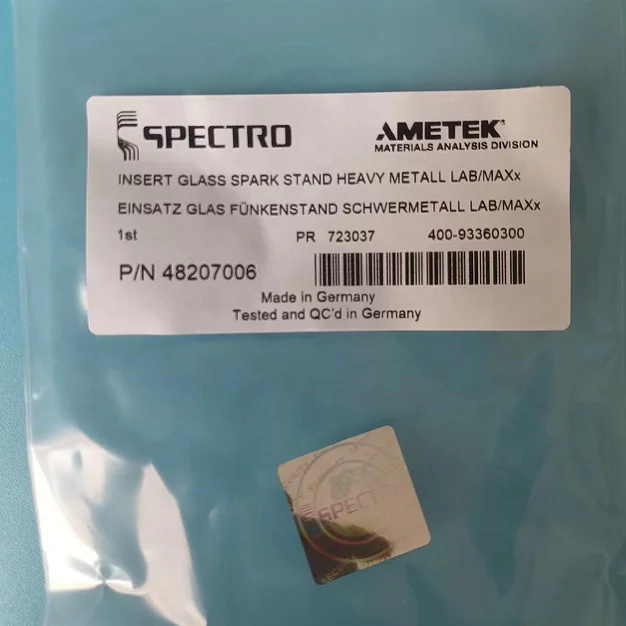 SPECTRO
AMETEK®
MATERIALS ANALYSIS DIVISION
INSERT GLASS SPARK STAND HEAVY METALL LAB/MAXx
EINSATZ GLAS FÜNKENSTAND SCHWERMETALL LAB/MAXx
1st PR 723037 400-93360300
P/N 48207006
Made in Germany
Tested and QC'd in Germany
SPECTRO